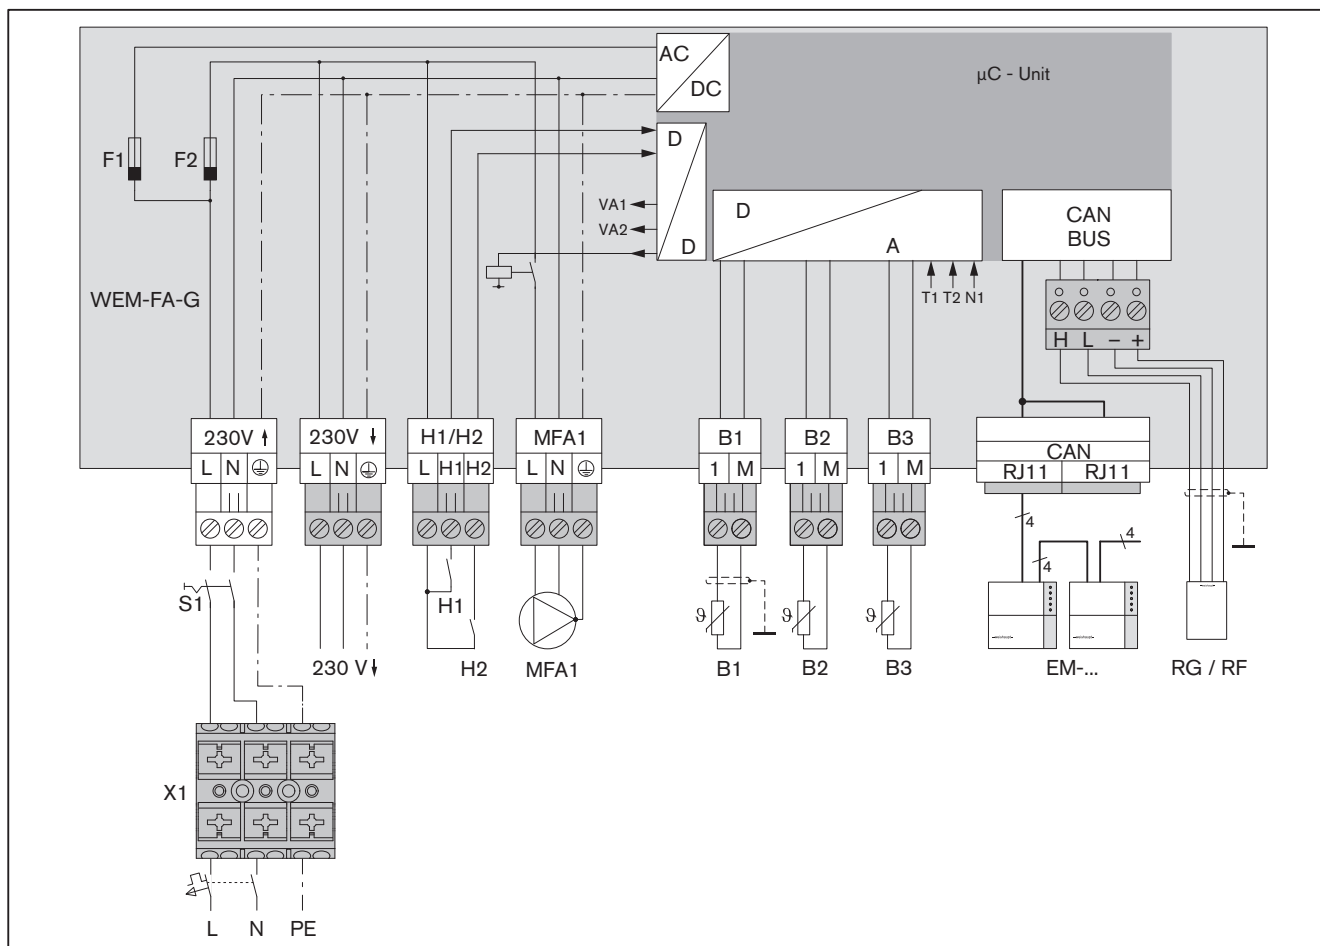 AC
DC
µC - Unit
F1
F2
D
D
VA1
VA2
D
A
T1 T2 N1
CAN
BUS
H L – +
WEM-FA-G
230V
L N
230V
L N
H1/H2
L H1 H2
MFA1
L N
B1
1 M
B2
1 M
B3
1 M
CAN
RJ11 RJ11
4
4
4
S1
H1
H2
230 V
MFA1
ϑ
ϑ
ϑ
B1
B2
B3
EM-...
RG / RF
X1
L N PE